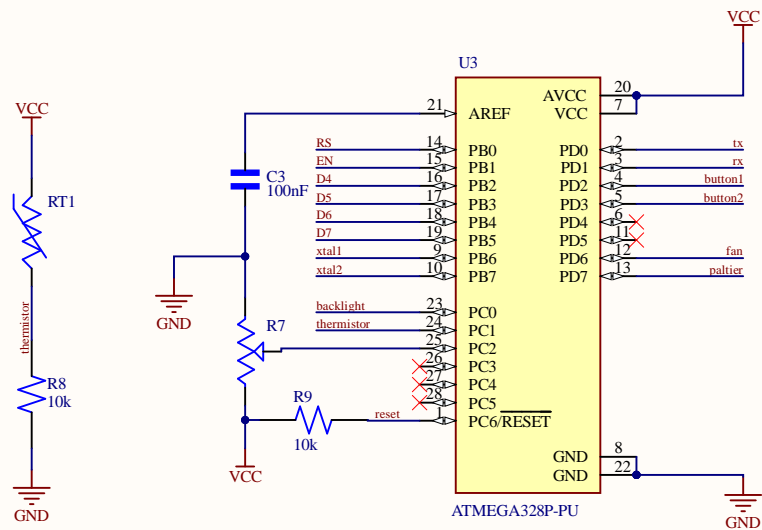 VCC
RT1
thermistor
R8
10k
GND
C3
100nF
GND
R7
R9
10k
reset
VCC
U3
21 AREF
RS 14 PB0
EN 15 PB1
D4 16 PB2
D5 17 PB3
D6 18 PB4
D7 19 PB5
xtal1 9 PB6
xtal2 10 PB7
backlight 23 PC0
thermistor 24 PC1
25 PC2
26 PC3
27 PC4
28 PC5
1 PC6/RESET
VCC
AVCC 20
VCC 7
PD0 2 tx
PD1 3 rx
PD2 4 button1
PD3 5 button2
PD4 6
PD5 11
PD6 12 fan
PD7 13 paltier
GND 8
GND 22
GND
ATMEGA328P-PU